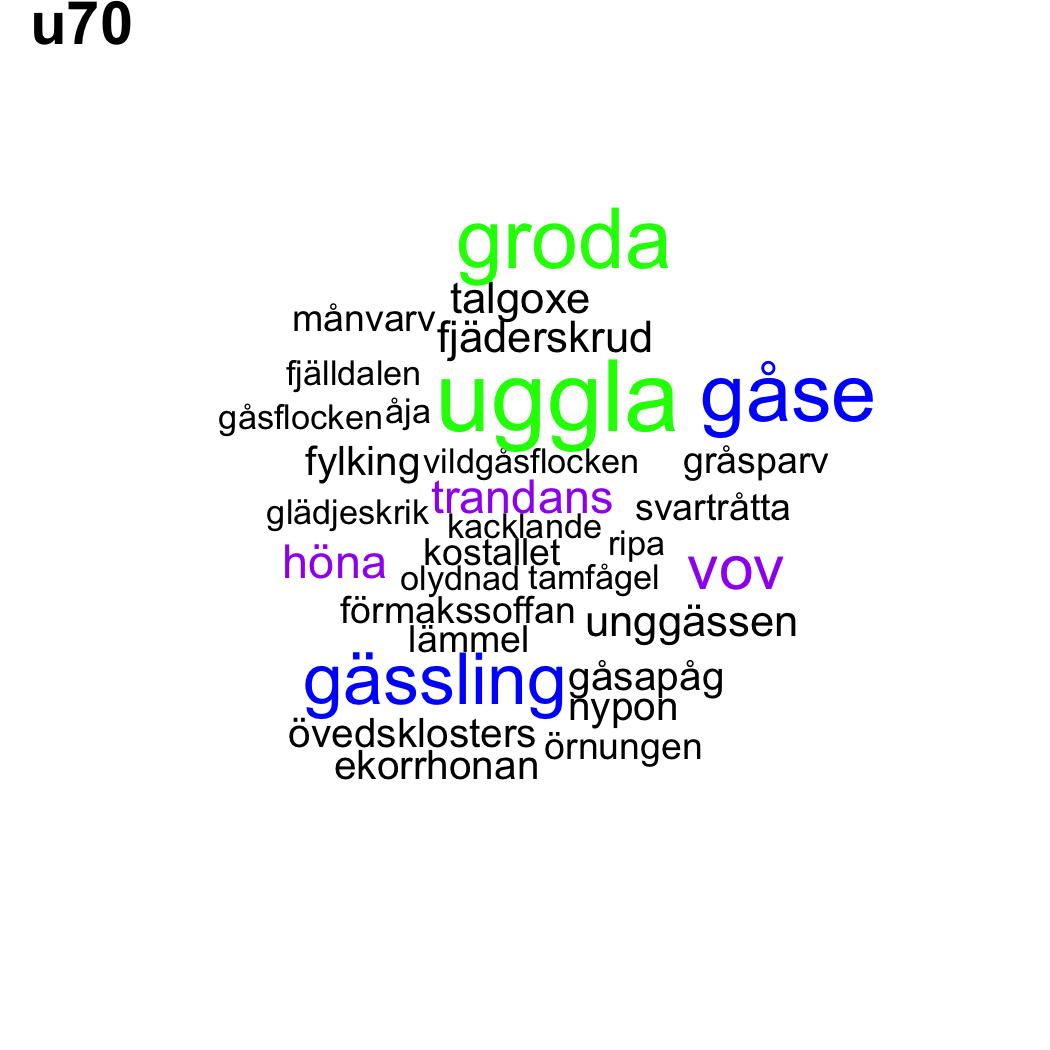 u70
groda
talgoxe
månvarv
fjäderskrud
fjälldalen
uggla gåse
gåsflocken åja
fylking vildgåsflocken gråsparv
trandans
glädjeskrik svartråtta
kacklande
kostallet ripa
höna vov
olydnad tamfågel
förmakssoffan unggässen
lämmel
gässling gåsapåg
nypon
övedsklosters örnungen
ekorrhonan